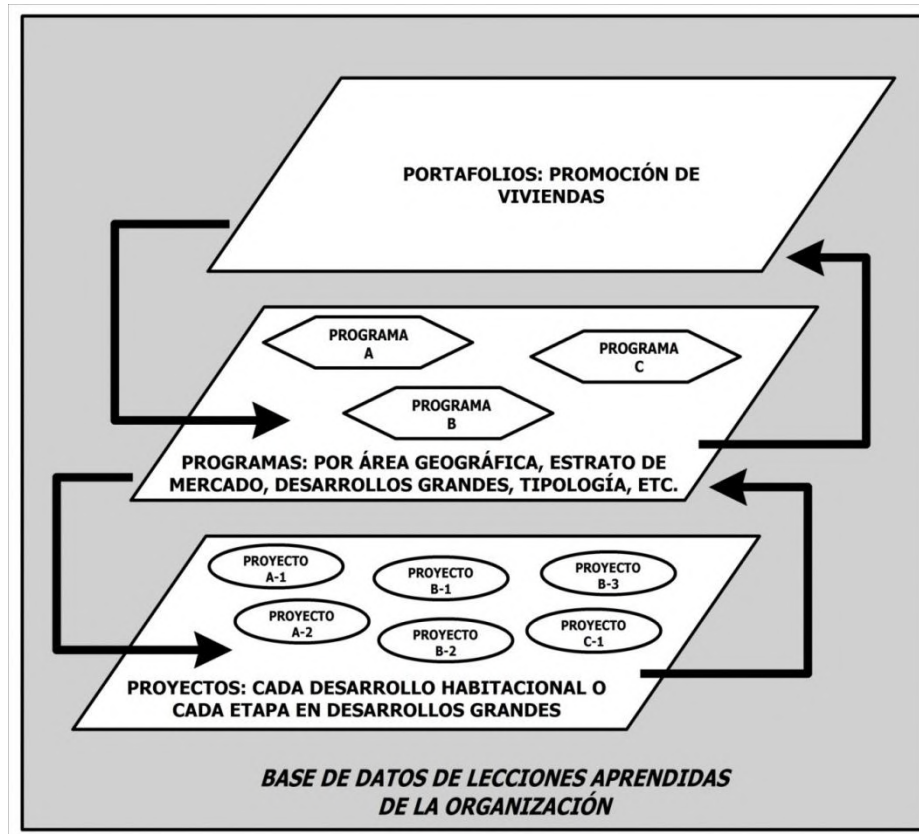 PORTAFOLIOS: PROMOCIÓN DE
VIVIENDAS
PROGRAMA
A
PROGRAMA
C
PROGRAMA
B
PROGRAMAS: POR ÁREA GEOGRÁFICA, ESTRATO DE
MERCADO, DESARROLLOS GRANDES, TIPOLOGÍA, ETC.
PROYECTO
A-1
PROYECTO
B-1
PROYECTO
B-3
PROYECTO
A-2
PROYECTO
B-2
PROYECTO
C-1
PROYECTOS: CADA DESARROLLO HABITACIONAL O
CADA ETAPA EN DESARROLLOS GRANDES
BASE DE DATOS DE LECCIONES APRENDIDAS
DE LA ORGANIZACIÓN